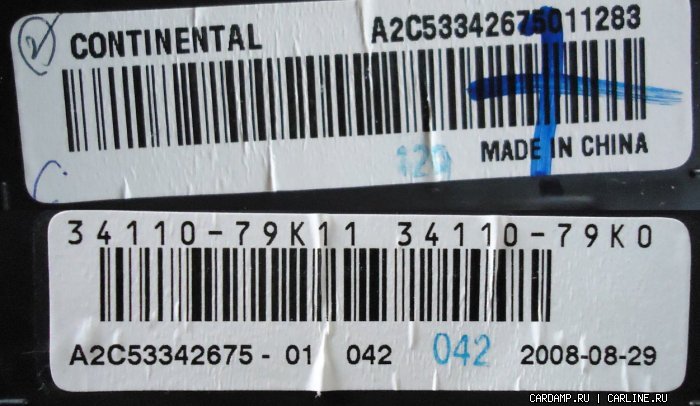 2
CONTINENTAL A2C53342675011283
120 MADE IN CHINA
34110-79K11 34110-79K0
A2C53342675 - 01 042 042 2008-08-29
CARDAMP.RU | CARLINE.RU